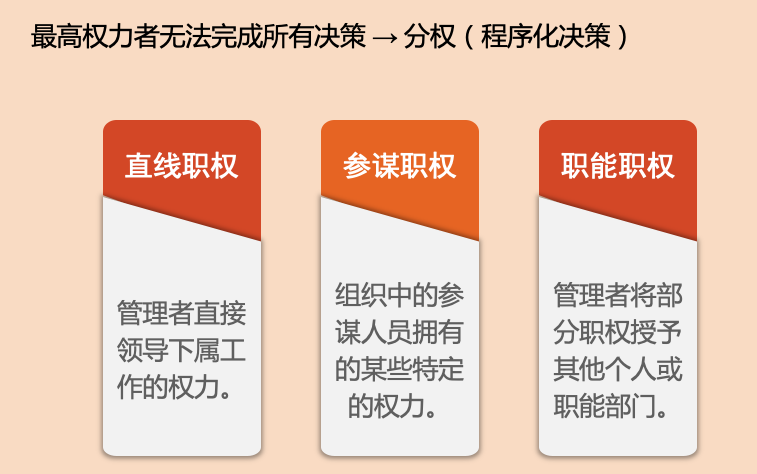 最高权力者无法完成所有决策 → 分权（程序化决策）
直线职权
管理者直接
领导下属工
作的权力。
参谋职权
组织中的参
谋人员拥有
的某些特定
的权力。
职能职权
管理者将部
分职权授予
其他个人或
职能部门。